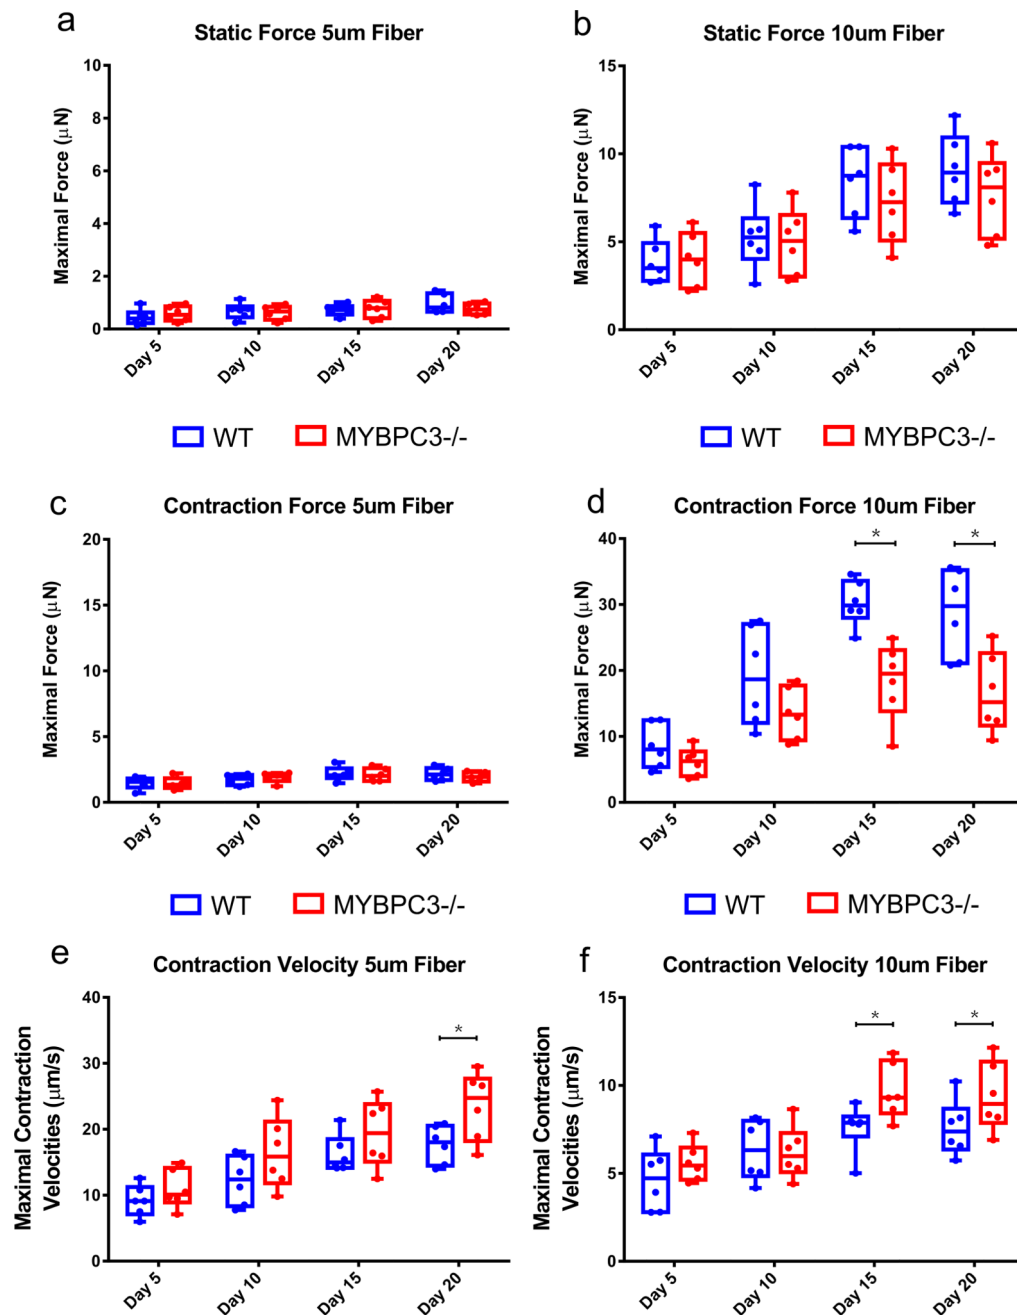 a
Static Force 5um Fiber
Maximal Force (μN)
10
8
6
4
2
0
Day 5
Day 10
Day 15
Day 20
b
Static Force 10um Fiber
Maximal Force (μN)
15
10
5
0
Day 5
Day 10
Day 15
Day 20
WT
MYBPC3-/-
WT
MYBPC3-/-
c
Contraction Force 5um Fiber
Maximal Force (μN)
20
15
10
5
0
Day 5
Day 10
Day 15
Day 20
d
Contraction Force 10um Fiber
Maximal Force (μN)
40
30
20
10
0
*
*
Day 5
Day 10
Day 15
Day 20
WT
MYBPC3-/-
WT
MYBPC3-/-
e
Contraction Velocity 5um Fiber
Maximal Contraction
Velocities (μm/s)
40
30
20
10
0
*
Day 5
Day 10
Day 15
Day 20
f
Contraction Velocity 10um Fiber
Maximal Contraction
Velocities (μm/s)
15
10
5
0
*
*
Day 5
Day 10
Day 15
Day 20